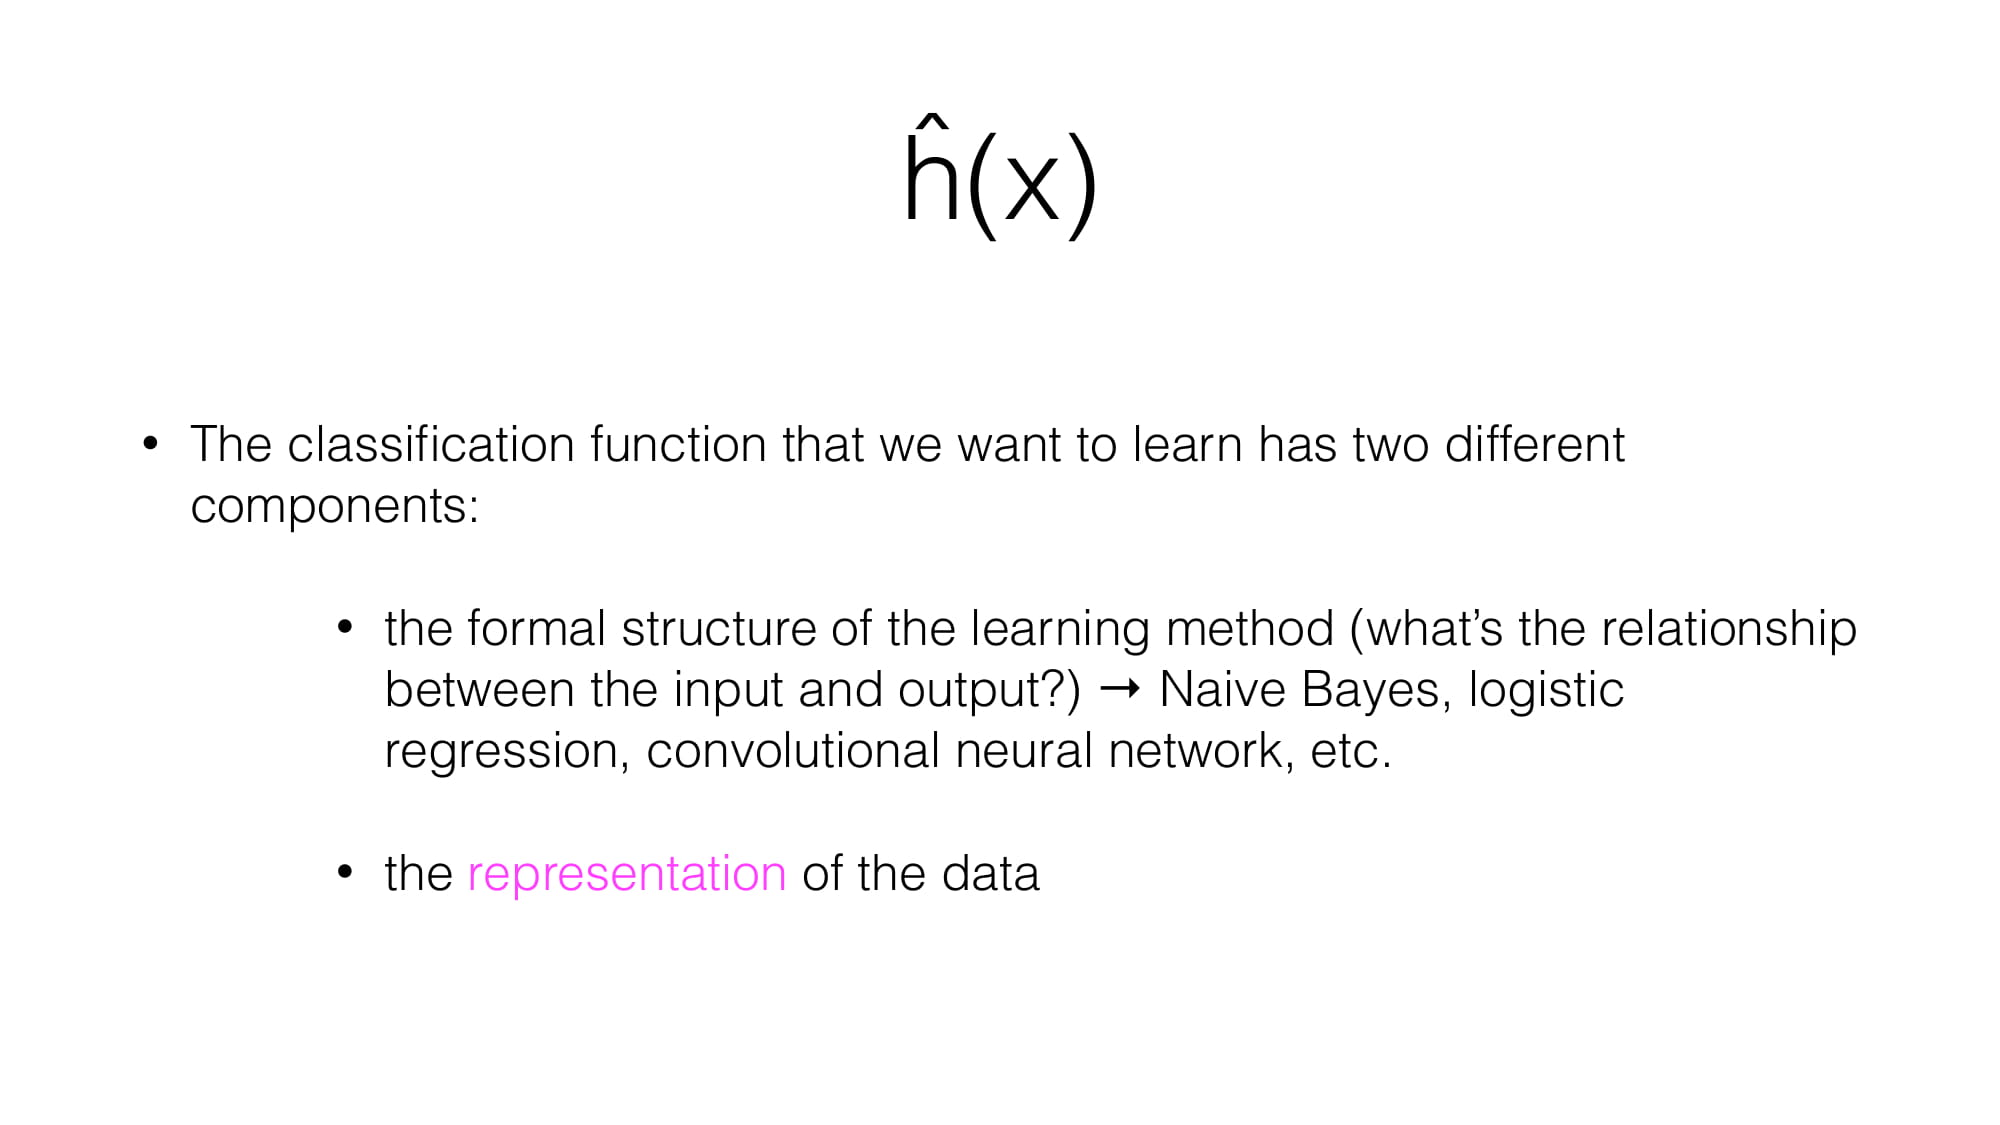 ĥ(x)
• The classification function that we want to learn has two different
components:
• the formal structure of the learning method (what’s the relationship
between the input and output?) → Naive Bayes, logistic
regression, convolutional neural network, etc.
• the representation of the data